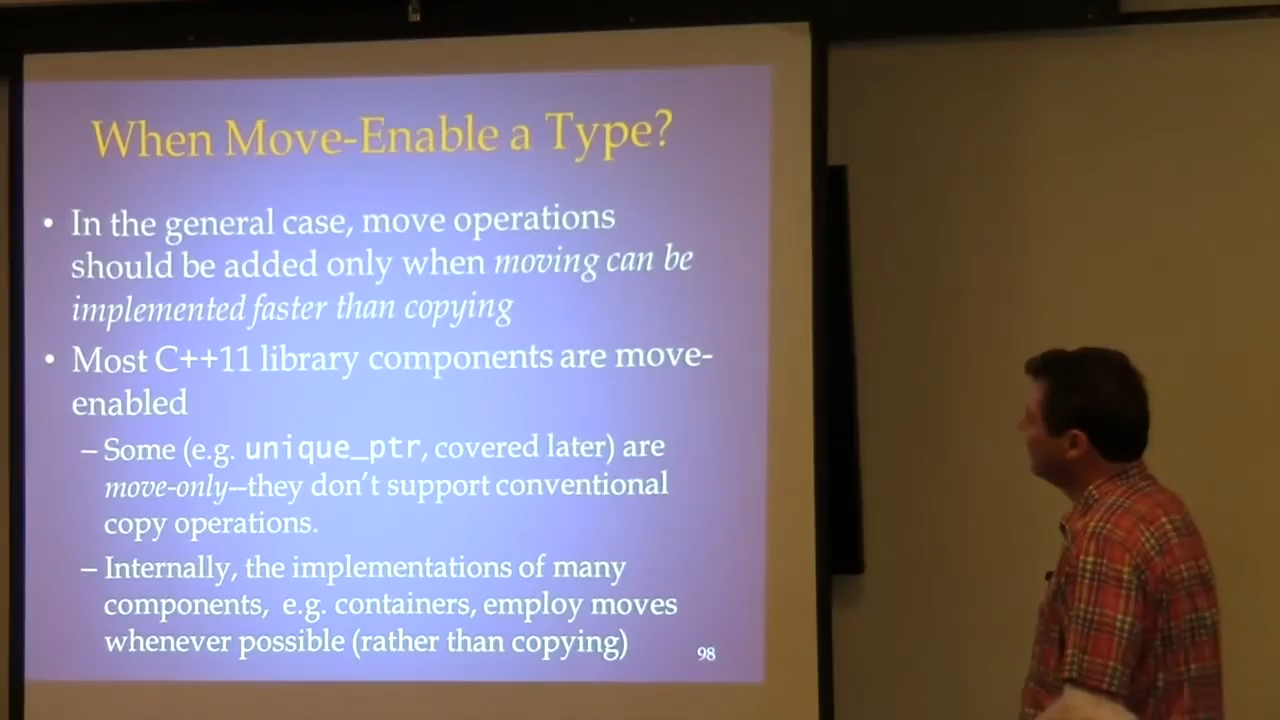 When Move-Enable a Type?
• In the general case, move operations
should be added only when moving can be
implemented faster than copying
• Most C++11 library components are move-
enabled
– Some (e.g. unique_ptr, covered later) are
move-only--they don't support conventional
copy operations.
– Internally, the implementations of many
components, e.g. containers, employ moves
whenever possible (rather than copying)
98